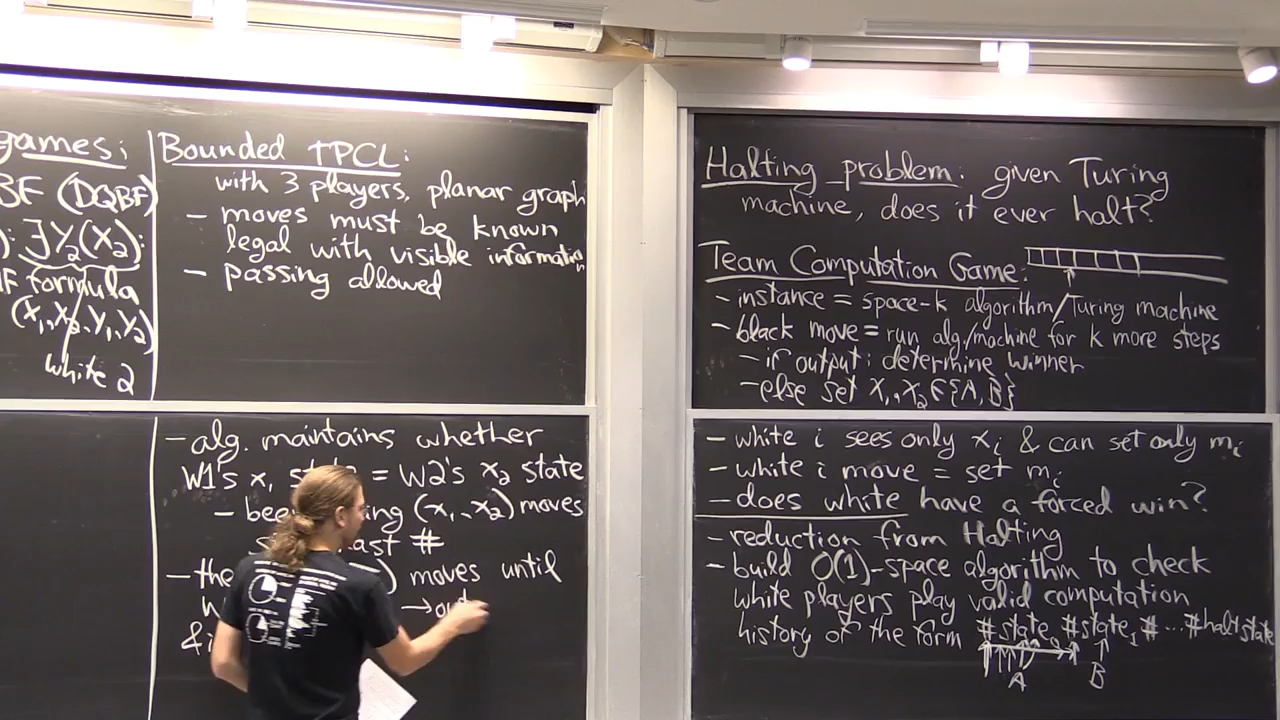 games:
BF (DQBF)
): ∃Y₂(X₂):
formula
(X₁,X₂,Y₁,Y₂)
white 2
Bounded TPCL:
with 3 players, planar graph
- moves must be known
legal with visible information
- passing allowed
- alg. maintains whether
W1's x₁ state = W2's x₂ state
(x₁,x₂) moves
last #
- the
moves until
→out
&i
Halting problem: given Turing
machine, does it ever halt?
Team Computation Game:
- instance = space-k algorithm/Turing machine
- black move = run alg./machine for k more steps
- if output: determine winner
- else set x₁,x₂∈{A,B}
- white i sees only xᵢ & can set only mᵢ
- white i move = set mᵢ
- does white have a forced win?
- reduction from Halting
- build O(1)-space algorithm to check
white players play valid computation
history of the form #state₀#state₁#...#halt state
A B